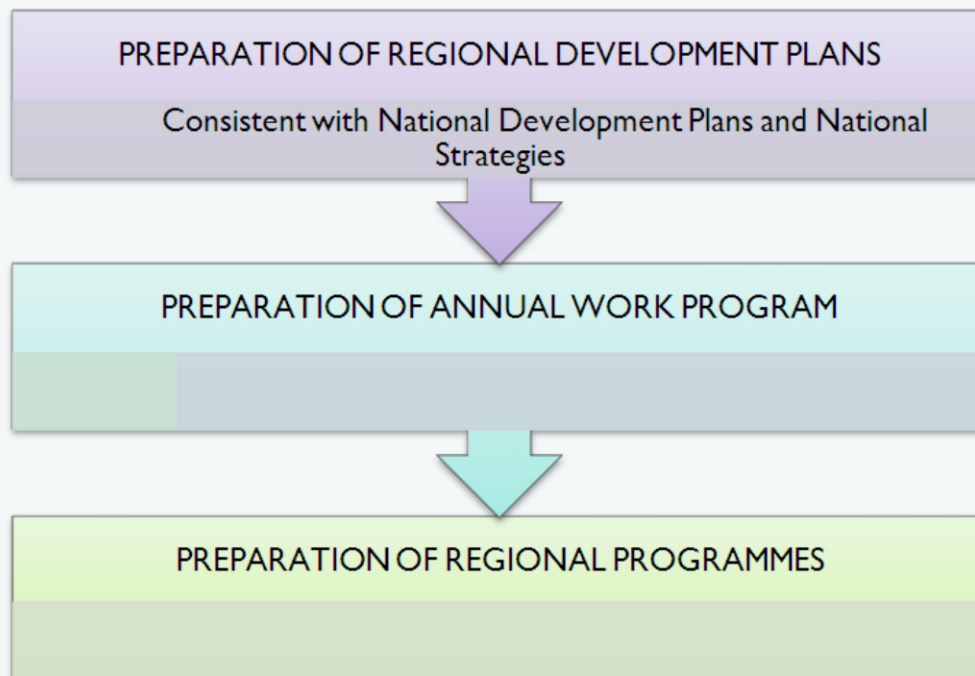 PREPARATION OF REGIONAL DEVELOPMENT PLANS
Consistent with National Development Plans and National
Strategies
PREPARATION OF ANNUAL WORK PROGRAM
PREPARATION OF REGIONAL PROGRAMMES